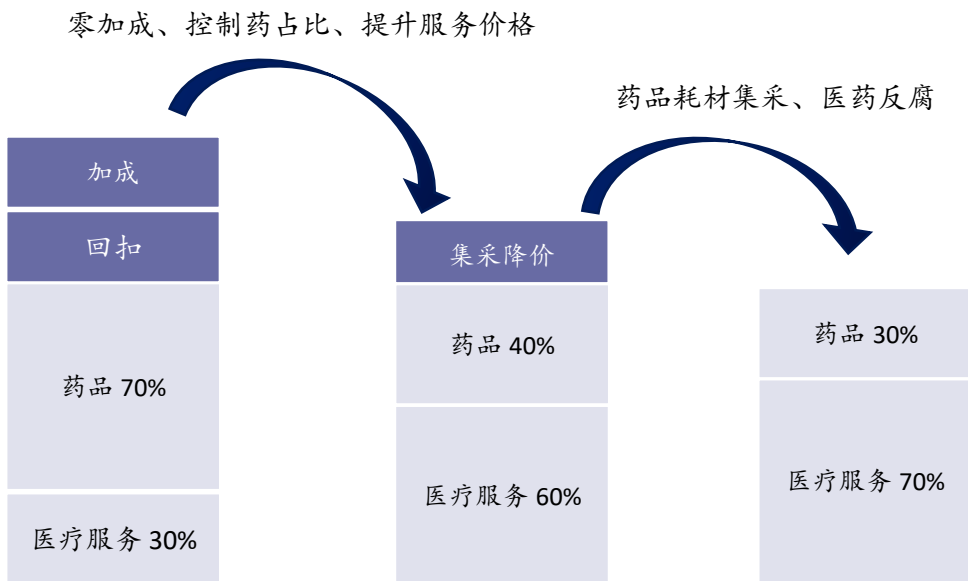 零加成、控制药占比、提升服务价格
药品耗材集采、医药反腐
加成
回扣
药品 70%
医疗服务 30%
集采降价
药品 40%
医疗服务 60%
药品 30%
医疗服务 70%